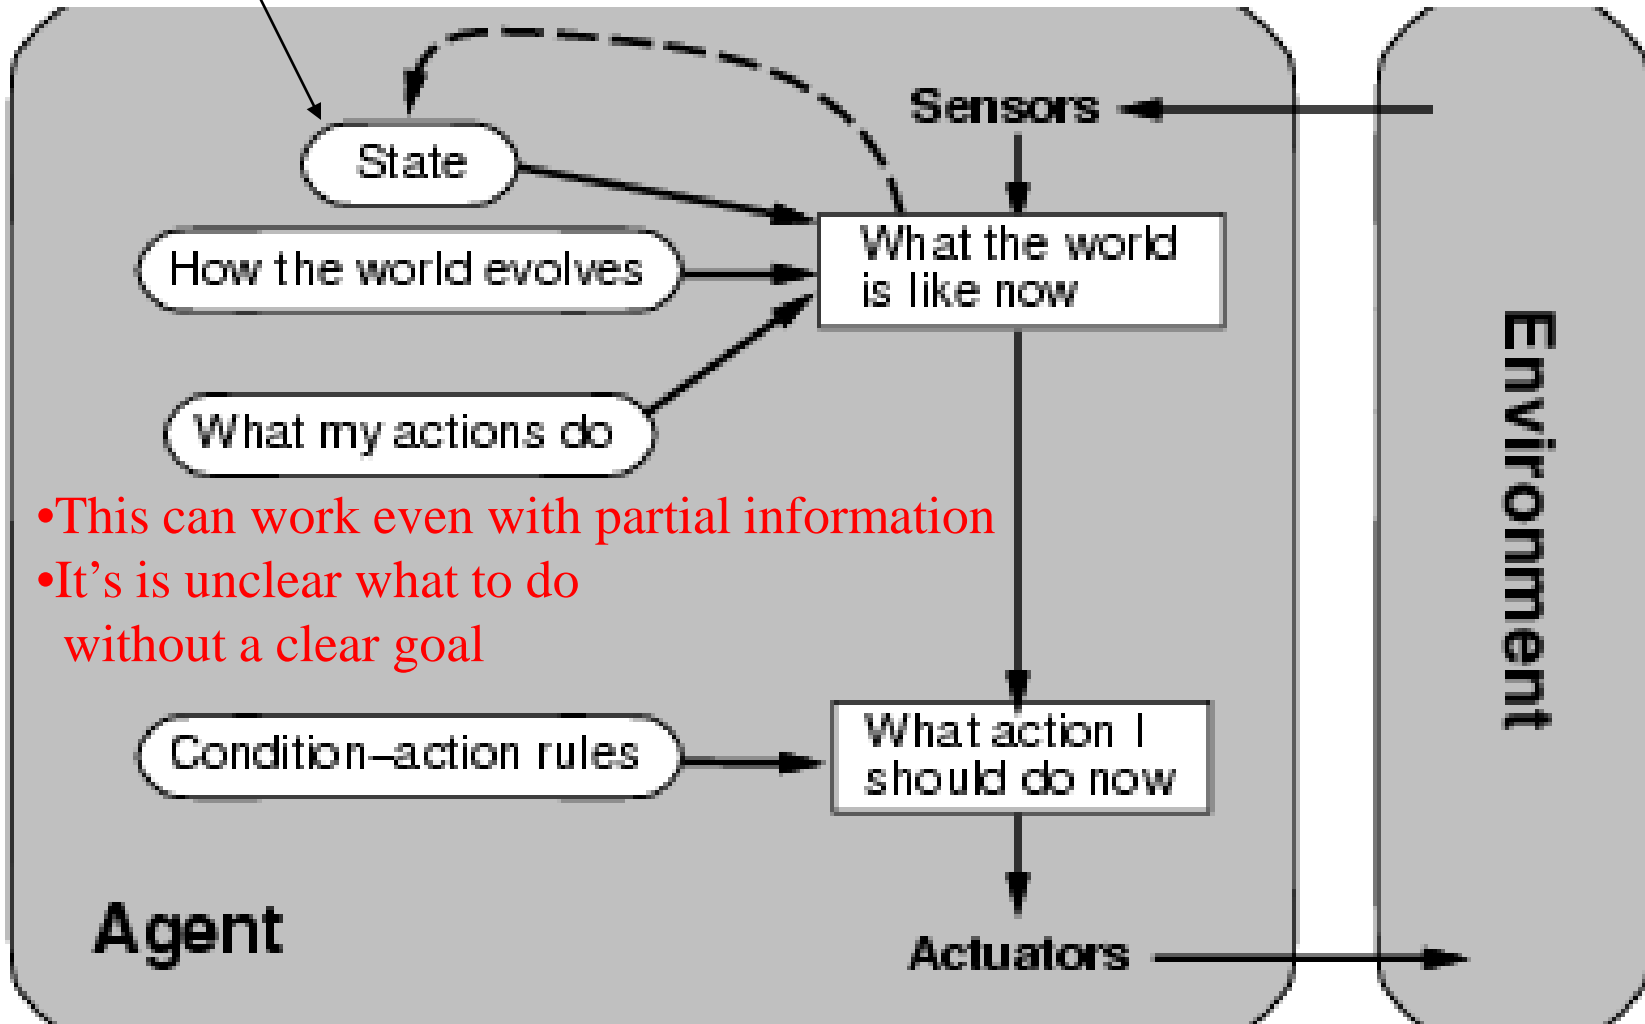 Sensors
State
What the world
is like now
How the world evolves
What my actions do
•This can work even with partial information
•It’s is unclear what to do
without a clear goal
Condition–action rules
What action I
should do now
Agent
Actuators
Environment